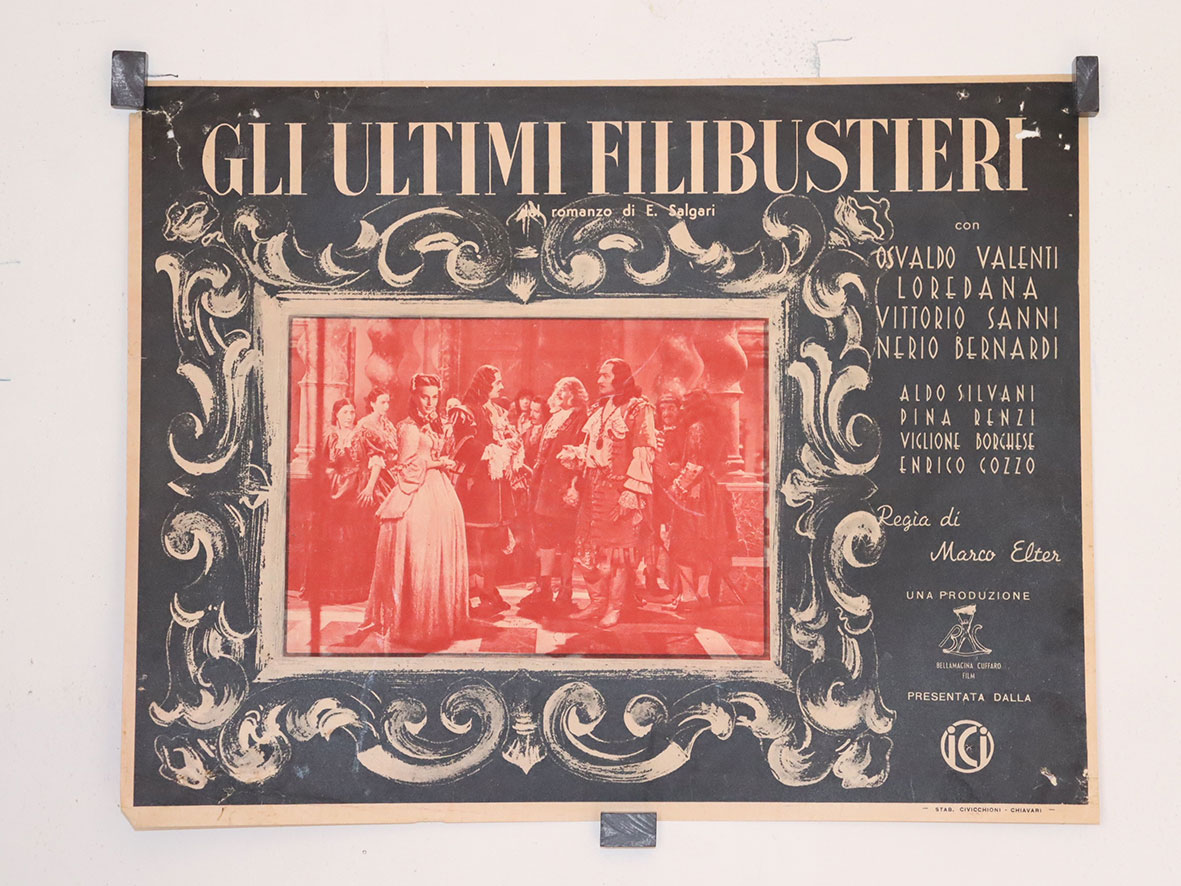 GLI ULTIMI FILIBUSTIERI
dal romanzo di E. Salgari
con
OSVALDO VALENTI
LOREDANA
VITTORIO SANNI
NERIO BERNARDI
ALDO SILVANI
PINA RENZI
VIGLIONE BORGHESE
ENRICO COZZO
Regìa di
Marco Elter
UNA PRODUZIONE
BELLAMACINA CUFFARO
FILM
PRESENTATA DALLA
iCi
— STAB. CIVICCHIONI - CHIAVARI —